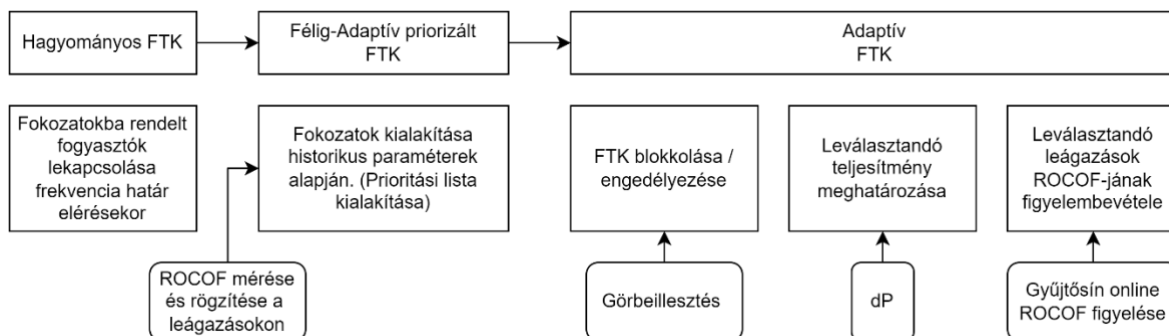 Hagyományos FTK
Félig-Adaptív priorizált
FTK
Adaptív
FTK
Fokozatokba rendelt
fogyasztók
lekapcsolása
frekvencia határ
elérésekor
Fokozatok kialakítása
historikus paraméterek
alapján. (Prioritási lista
kialakítása)
FTK blokkolása /
engedélyezése
Leválasztandó
teljesítmény
meghatározása
Leválasztandó
leágazások
ROCOF-jának
figyelembevétele
ROCOF mérése
és rögzítése a
leágazásokon
Görbeillesztés
dP
Gyűjtősín online
ROCOF figyelése